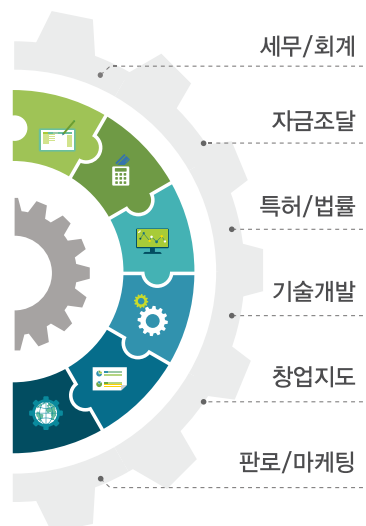 세무/회계
자금조달
특허/법률
기술개발
창업지도
판로/마케팅